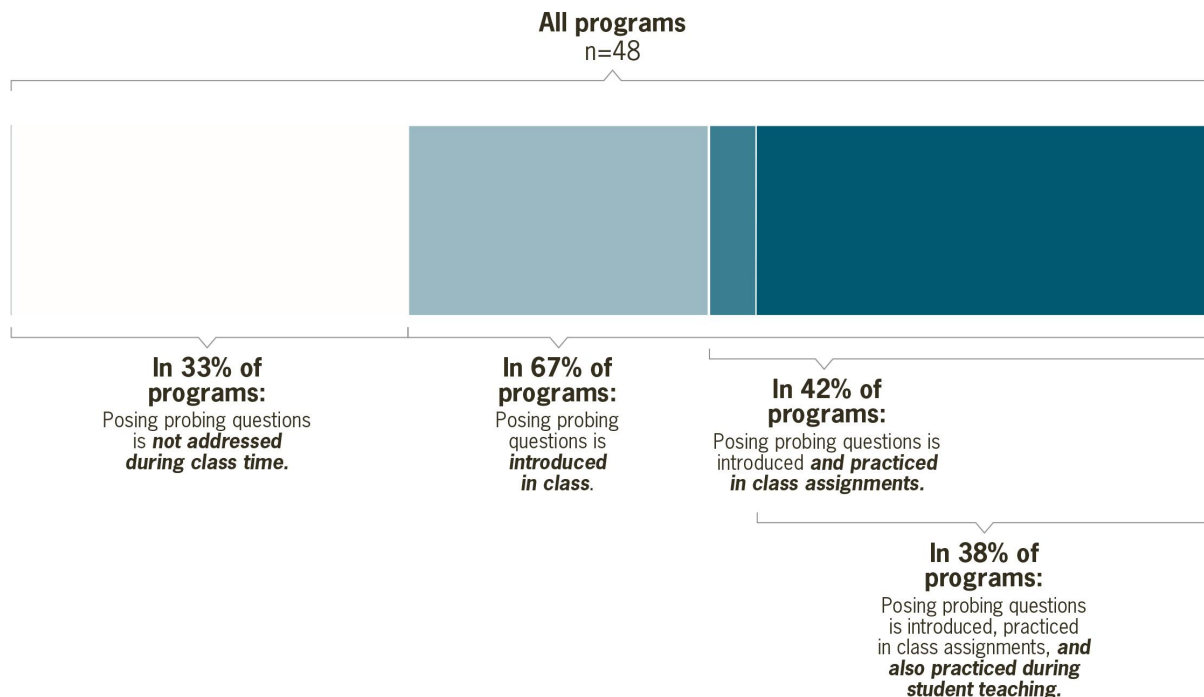 All programs
n=48
In 33% of
programs:
Posing probing questions
is not addressed
during class time.
In 67% of
programs:
Posing probing
questions is
introduced
in class.
In 42% of
programs:
Posing probing questions is
introduced and practiced
in class assignments.
In 38% of
programs:
Posing probing questions
is introduced, practiced
in class assignments, and
also practiced during
student teaching.